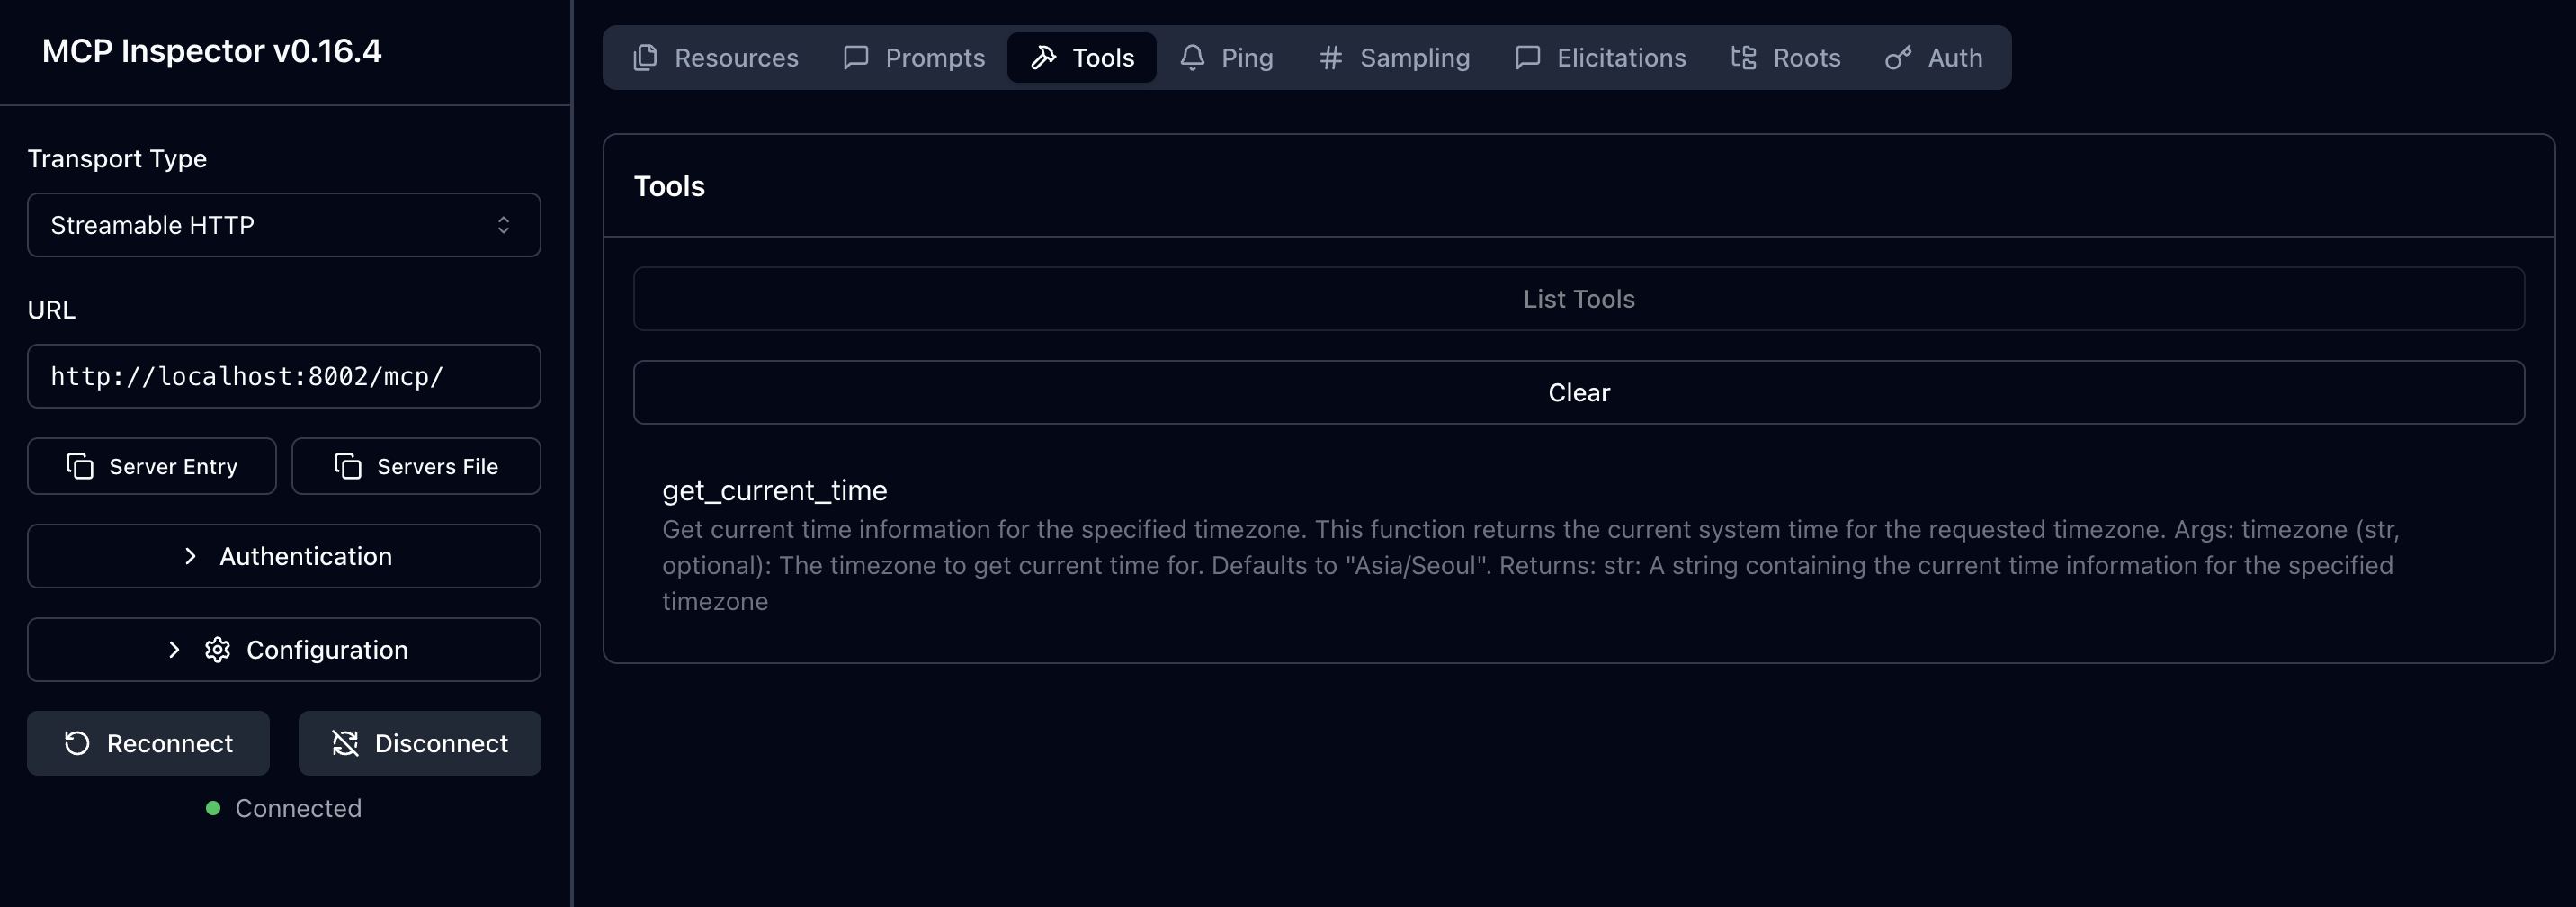 MCP Inspector v0.16.4
Transport Type
Streamable HTTP
URL
http://localhost:8002/mcp/
Server Entry
Servers File
Authentication
Configuration
Reconnect
Disconnect
Connected
Resources
Prompts
Tools
Ping
Sampling
Elicitations
Roots
Auth
Tools
List Tools
Clear
get_current_time
Get current time information for the specified timezone. This function returns the current system time for the requested timezone. Args: timezone (str,
optional): The timezone to get current time for. Defaults to "Asia/Seoul". Returns: str: A string containing the current time information for the specified
timezone